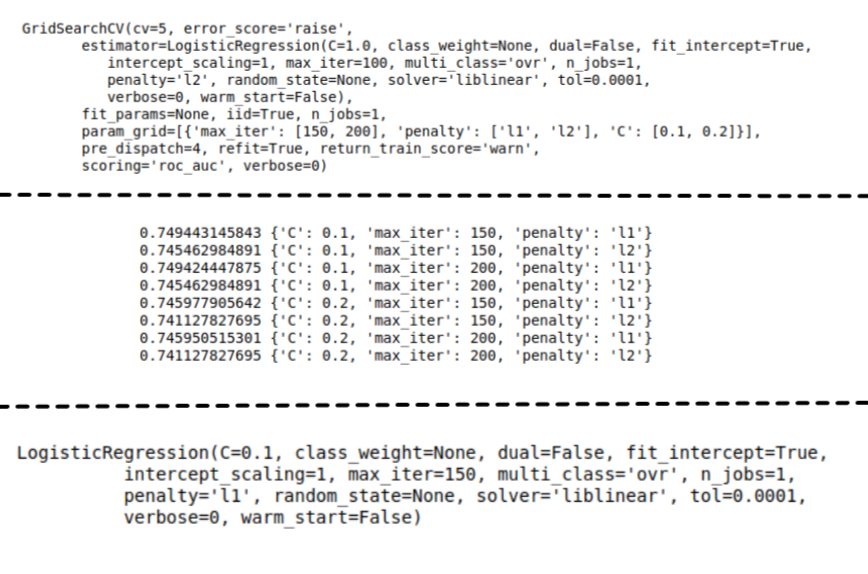 GridSearchCV(cv=5, error_score='raise',
estimator=LogisticRegression(C=1.0, class_weight=None, dual=False, fit_intercept=True,
intercept_scaling=1, max_iter=100, multi_class='ovr', n_jobs=1,
penalty='l2', random_state=None, solver='liblinear', tol=0.0001,
verbose=0, warm_start=False),
fit_params=None, iid=True, n_jobs=1,
param_grid=[{'max_iter': [150, 200], 'penalty': ['l1', 'l2'], 'C': [0.1, 0.2]}],
pre_dispatch=4, refit=True, return_train_score='warn',
scoring='roc_auc', verbose=0)
0.749443145843 {'C': 0.1, 'max_iter': 150, 'penalty': 'l1'}
0.745462984891 {'C': 0.1, 'max_iter': 150, 'penalty': 'l2'}
0.749424447875 {'C': 0.1, 'max_iter': 200, 'penalty': 'l1'}
0.745462984891 {'C': 0.1, 'max_iter': 200, 'penalty': 'l2'}
0.745977905642 {'C': 0.2, 'max_iter': 150, 'penalty': 'l1'}
0.741127827695 {'C': 0.2, 'max_iter': 150, 'penalty': 'l2'}
0.745950515301 {'C': 0.2, 'max_iter': 200, 'penalty': 'l1'}
0.741127827695 {'C': 0.2, 'max_iter': 200, 'penalty': 'l2'}
LogisticRegression(C=0.1, class_weight=None, dual=False, fit_intercept=True,
intercept_scaling=1, max_iter=150, multi_class='ovr', n_jobs=1,
penalty='l1', random_state=None, solver='liblinear', tol=0.0001,
verbose=0, warm_start=False)